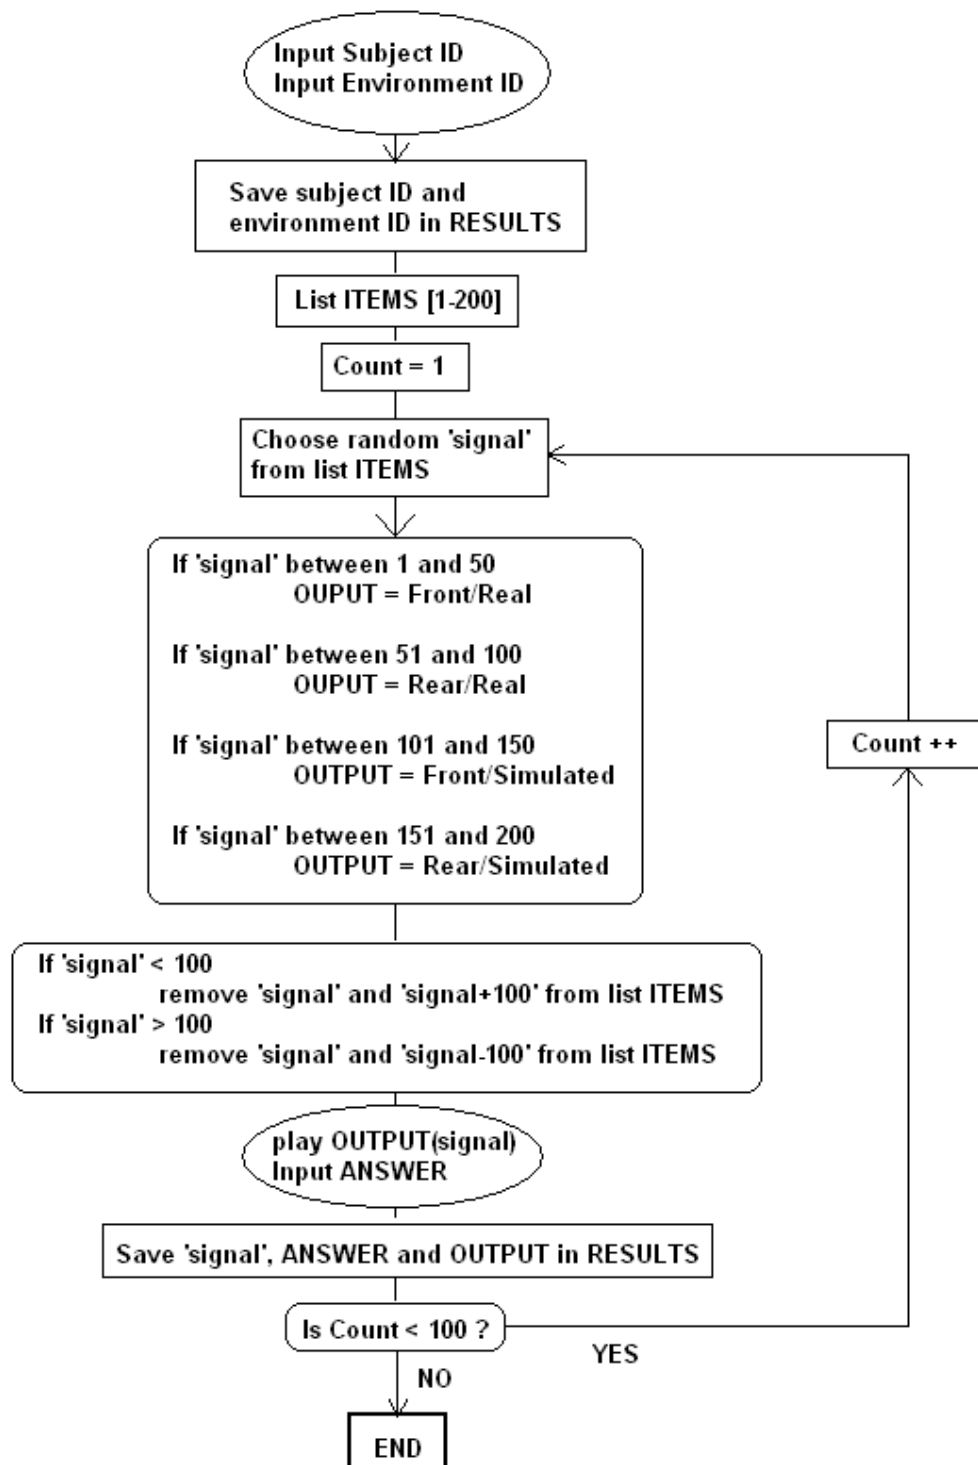 Input Subject ID
Input Environment ID
Save subject ID and
environment ID in RESULTS
List ITEMS [1-200]
Count = 1
Choose random 'signal'
from list ITEMS
If 'signal' between 1 and 50
OUPUT = Front/Real
If 'signal' between 51 and 100
OUPUT = Rear/Real
If 'signal' between 101 and 150
OUTPUT = Front/Simulated
If 'signal' between 151 and 200
OUTPUT = Rear/Simulated
Count ++
If 'signal' < 100
remove 'signal' and 'signal+100' from list ITEMS
If 'signal' > 100
remove 'signal' and 'signal-100' from list ITEMS
play OUTPUT(signal)
Input ANSWER
Save 'signal', ANSWER and OUTPUT in RESULTS
Is Count < 100 ?
YES
NO
END